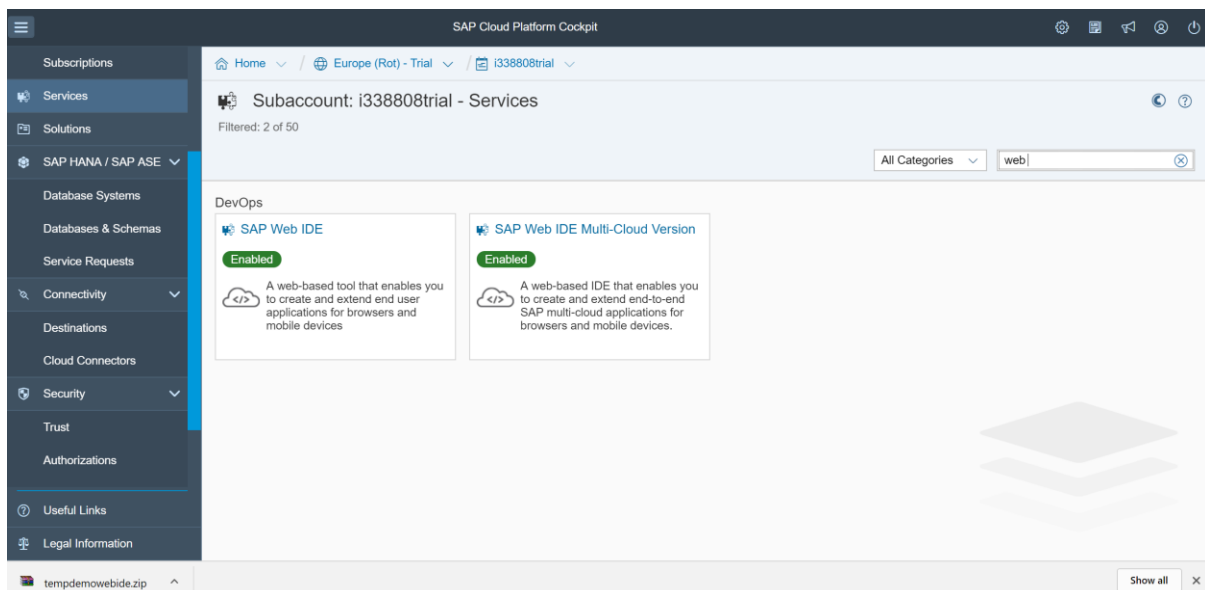 SAP Cloud Platform Cockpit
Subscriptions
Services
Solutions
SAP HANA / SAP ASE
Database Systems
Databases & Schemas
Service Requests
Connectivity
Destinations
Cloud Connectors
Security
Trust
Authorizations
Useful Links
Legal Information
Home / Europe (Rot) - Trial / i338808trial
Subaccount: i338808trial - Services
Filtered: 2 of 50
All Categories
web
DevOps
SAP Web IDE
Enabled
A web-based tool that enables you
to create and extend end user
applications for browsers and
mobile devices
SAP Web IDE Multi-Cloud Version
Enabled
A web-based IDE that enables you
to create and extend end-to-end
SAP multi-cloud applications for
browsers and mobile devices.
tempdemowebide.zip
Show all